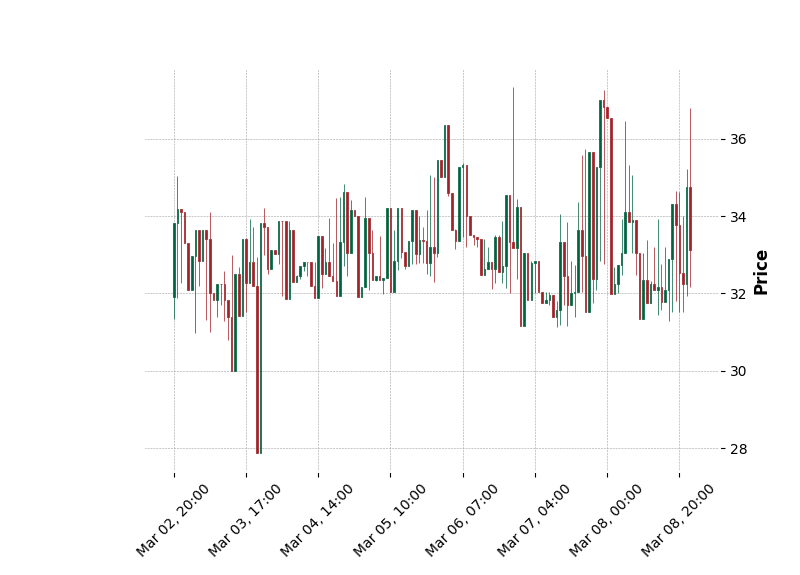 36
34
32
30
28
Price
Mar 02, 20:00
Mar 03, 17:00
Mar 04, 14:00
Mar 05, 10:00
Mar 06, 07:00
Mar 07, 04:00
Mar 08, 00:00
Mar 08, 20:00